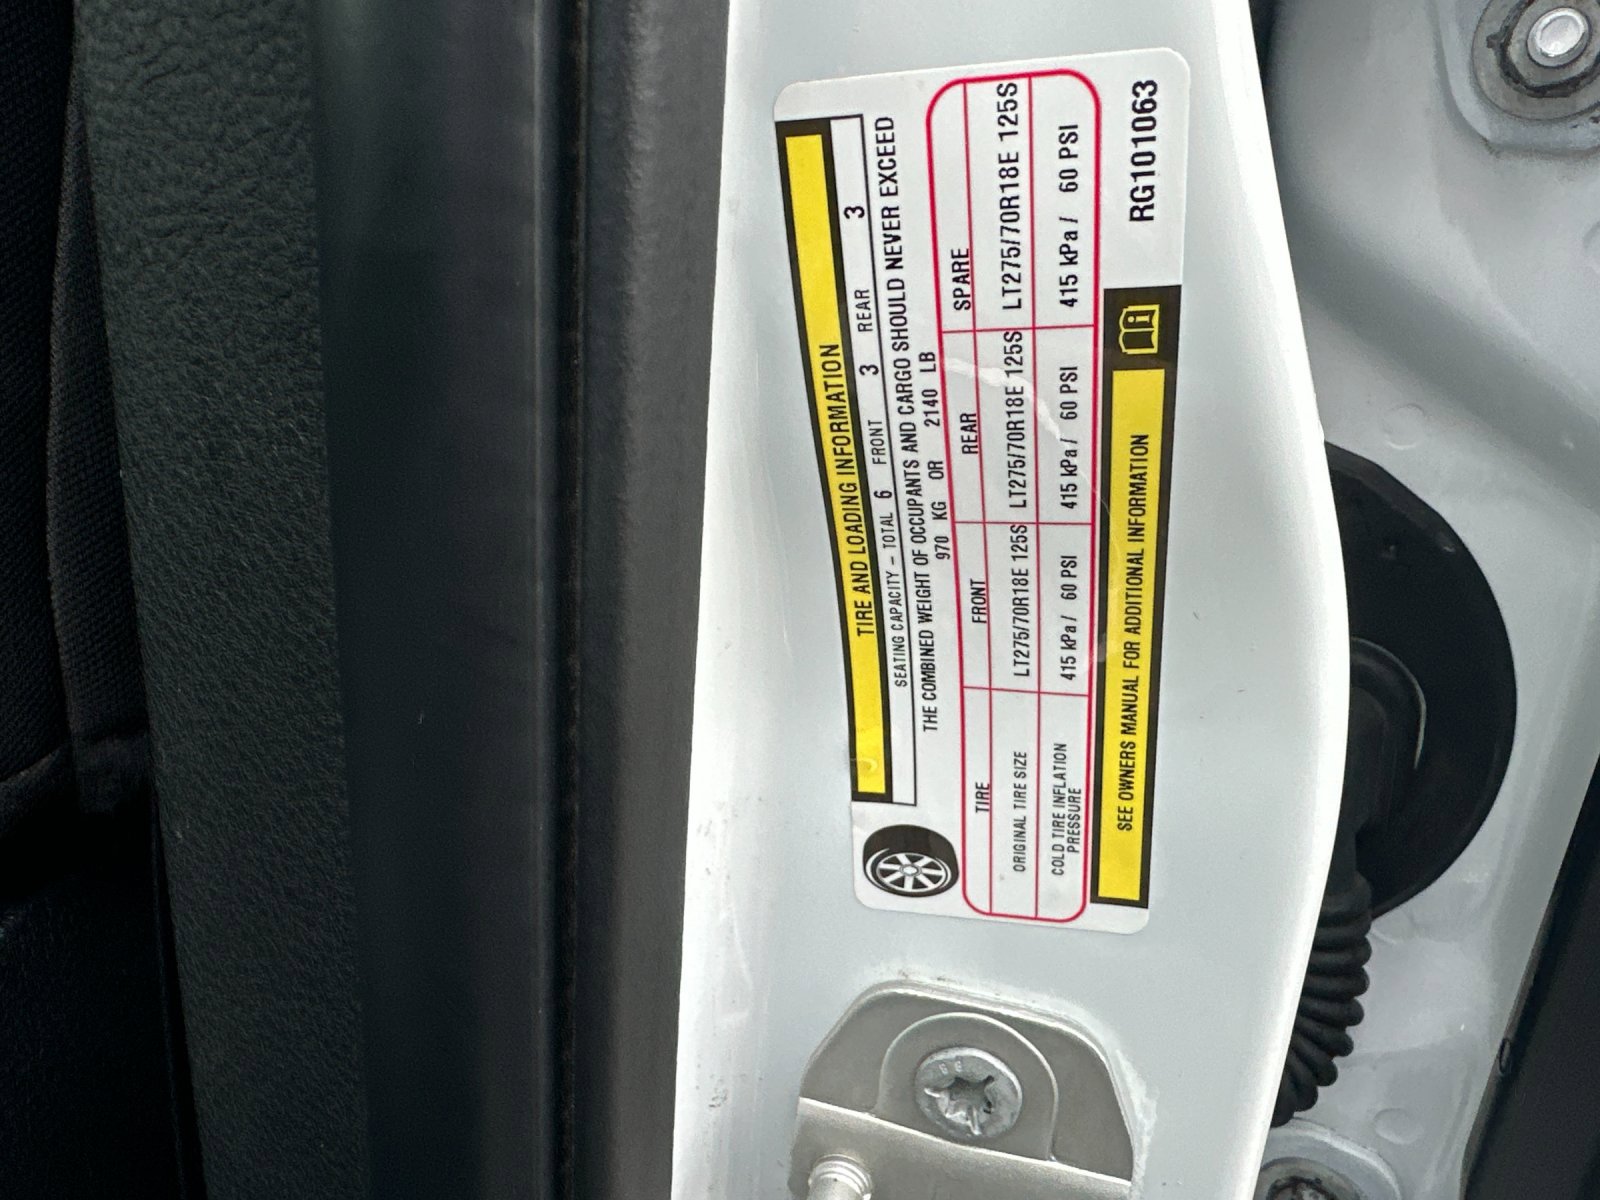 TIRE AND LOADING INFORMATION
SEATING CAPACITY - TOTAL 6 FRONT 3 REAR 3
THE COMBINED WEIGHT OF OCCUPANTS AND CARGO SHOULD NEVER EXCEED
970 KG OR 2140 LB
TIRE FRONT REAR SPARE
ORIGINAL TIRE SIZE LT275/70R18E 125S LT275/70R18E 125S LT275/70R18E 125S
COLD TIRE INFLATION
PRESSURE 415 kPa / 60 PSI 415 kPa / 60 PSI 415 kPa / 60 PSI
SEE OWNERS MANUAL FOR ADDITIONAL INFORMATION
RG101063